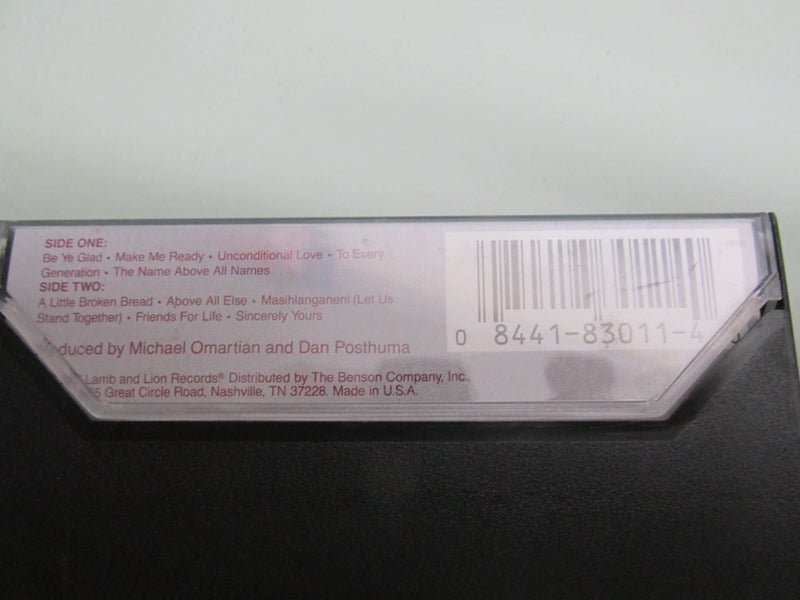 SIDE ONE:
Be Ye Glad • Make Me Ready • Unconditional Love • To Every
Generation • The Name Above All Names
SIDE TWO:
A Little Broken Bread • Above All Else • Masihlanganeni (Let Us
Stand Together) • Friends For Life • Sincerely Yours
duced by Michael Omartian and Dan Posthuma
Lamb and Lion Records® Distributed by The Benson Company, Inc.,
5 Great Circle Road, Nashville, TN 37228. Made in U.S.A.
0 8441-83011-4